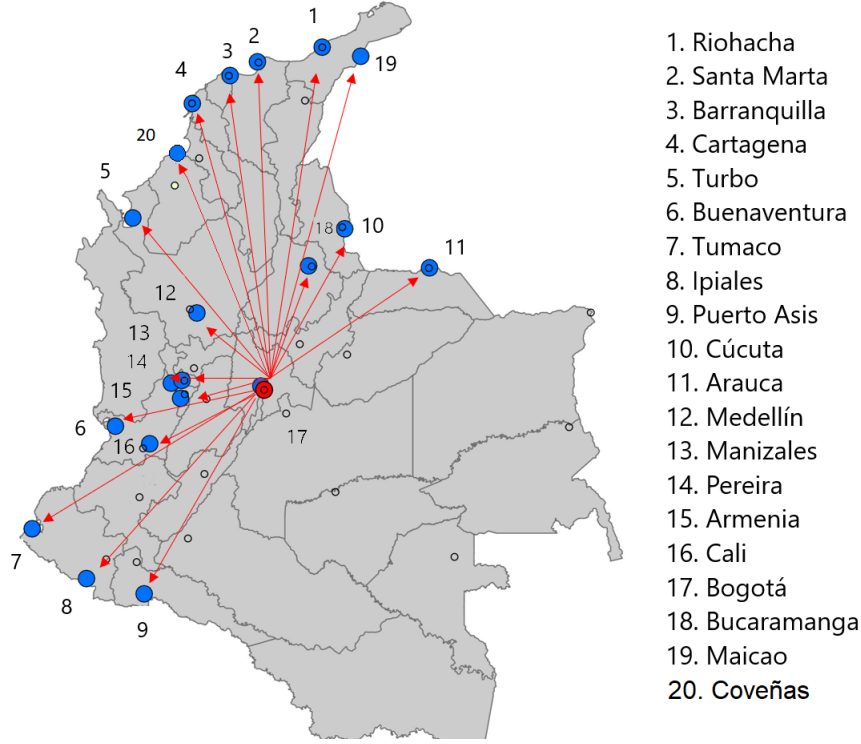 1
2
3
19
4
20
5
18
10
11
12
13
14
15
6
16
17
7
8
9
1. Riohacha
2. Santa Marta
3. Barranquilla
4. Cartagena
5. Turbo
6. Buenaventura
7. Tumaco
8. Ipiales
9. Puerto Asis
10. Cúcuta
11. Arauca
12. Medellín
13. Manizales
14. Pereira
15. Armenia
16. Cali
17. Bogotá
18. Bucaramanga
19. Maicao
20. Coveñas